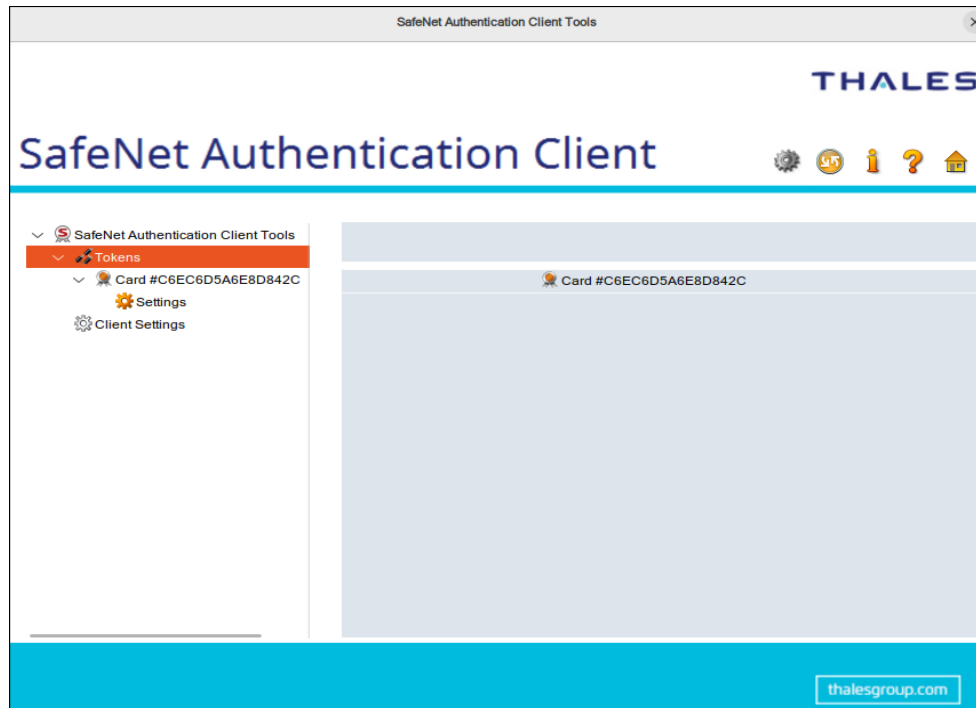 SafeNet Authentication Client Tools
THALES
SafeNet Authentication Client
SafeNet Authentication Client Tools
Tokens
Card #C6EC6D5A6E8D842C
Card #C6EC6D5A6E8D842C
Settings
Client Settings
thalesgroup.com